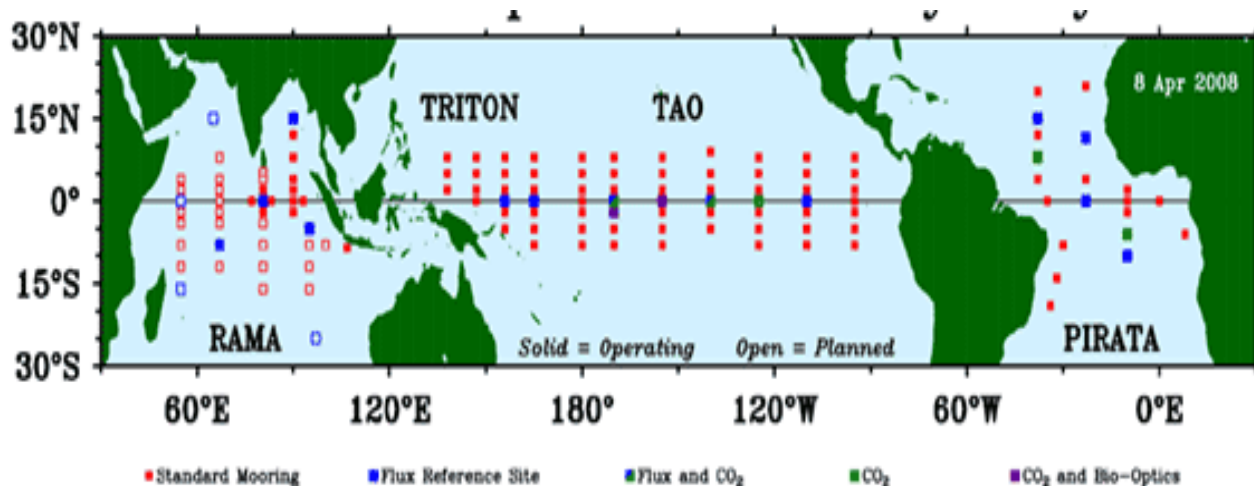 30°N
8 Apr 2008
TRITON
TAO
15°N
0°
15°S
RAMA
Solid = Operating
Open = Planned
PIRATA
30°S
60°E
120°E
180°
120°W
60°W
0°E
Standard Mooring
Flux Reference Site
Flux and CO₂
CO₂
CO₂ and Bio-Optics